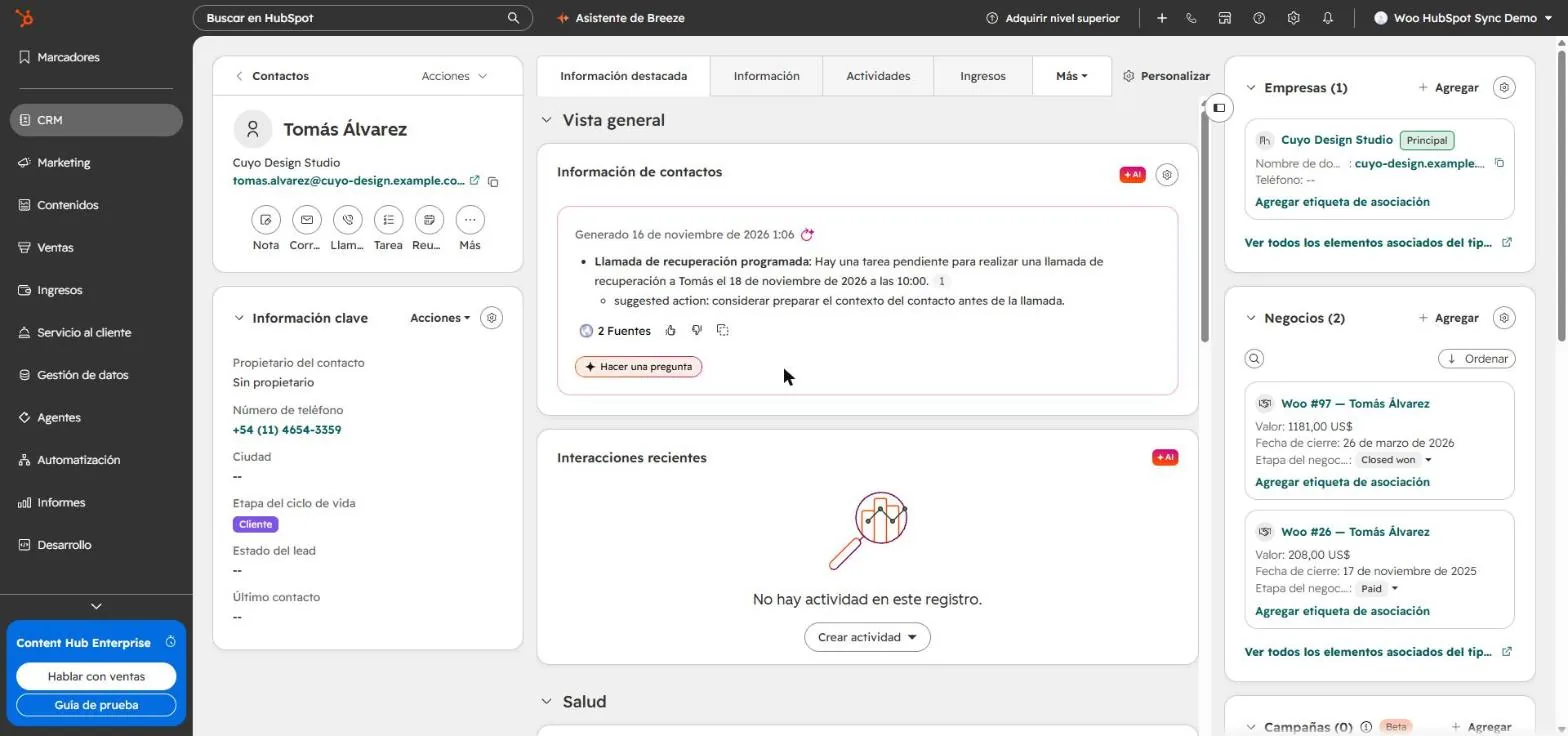 Buscar en HubSpot
Asistente de Breeze
Adquirir nivel superior
Woo HubSpot Sync Demo
Marcadores
CRM
Marketing
Contenidos
Ventas
Ingresos
Servicio al cliente
Gestión de datos
Agentes
Automatización
Informes
Desarrollo
Content Hub Enterprise
Hablar con ventas
Guía de prueba
Contactos
Acciones
Tomás Álvarez
Cuyo Design Studio
tomas.alvarez@cuyo-design.example.co...
Nota Corr... Llam... Tarea Reu... Más
Información clave
Acciones
Propietario del contacto
Sin propietario
Número de teléfono
+54 (11) 4654-3359
Ciudad
--
Etapa del ciclo de vida
Cliente
Estado del lead
--
Último contacto
--
Información destacada
Información
Actividades
Ingresos
Más
Personalizar
Vista general
Información de contactos
AI
Generado 16 de noviembre de 2026 1:06
• Llamada de recuperación programada: Hay una tarea pendiente para realizar una llamada de
recuperación a Tomás el 18 de noviembre de 2026 a las 10:00. 1
suggested action: considerar preparar el contexto del contacto antes de la llamada.
2 Fuentes
Hacer una pregunta
Interacciones recientes
AI
No hay actividad en este registro.
Crear actividad
Salud
Empresas (1)
+ Agregar
Cuyo Design Studio Principal
Nombre de do... : cuyo-design.example....
Teléfono: --
Agregar etiqueta de asociación
Ver todos los elementos asociados del tip...
Negocios (2)
+ Agregar
Ordenar
Woo #97 — Tomás Álvarez
Valor: 1181,00 US$
Fecha de cierre: 26 de marzo de 2026
Etapa del negoc...: Closed won
Agregar etiqueta de asociación
Woo #26 — Tomás Álvarez
Valor: 208,00 US$
Fecha de cierre: 17 de noviembre de 2025
Etapa del negoc...: Paid
Agregar etiqueta de asociación
Ver todos los elementos asociados del tip...
Campañas (0) Beta
+ Agregar